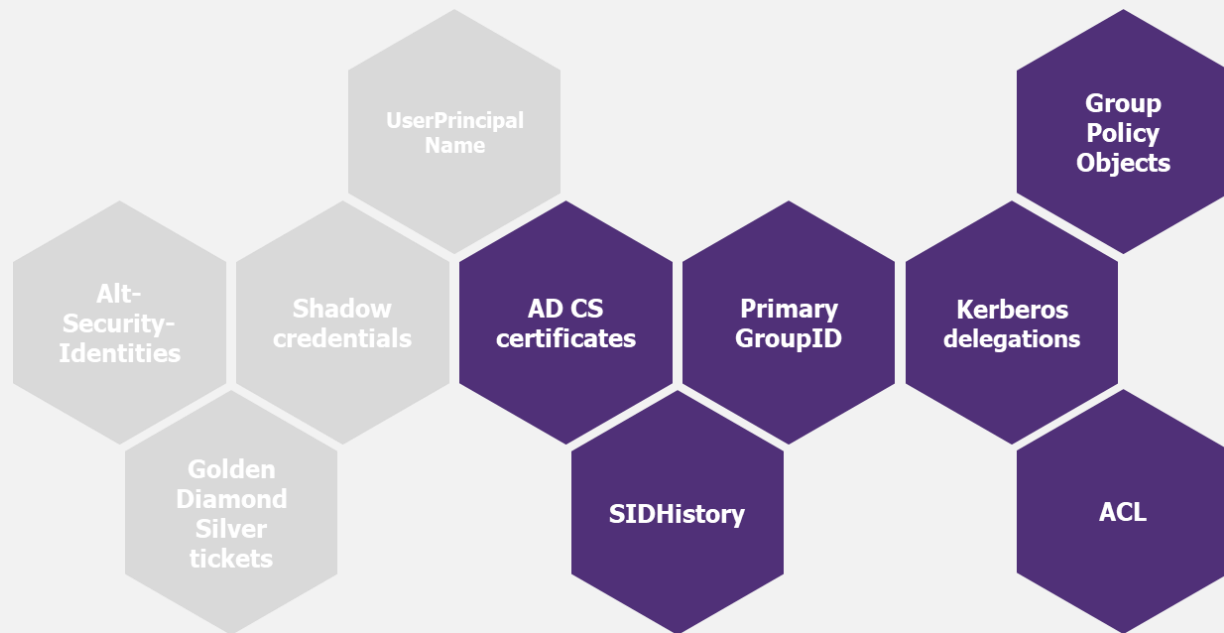 UserPrincipal
Name
Group
Policy
Objects
Alt-
Security-
Identities
Shadow
credentials
AD CS
certificates
Primary
GroupID
Kerberos
delegations
Golden
Diamond
Silver
tickets
SIDHistory
ACL